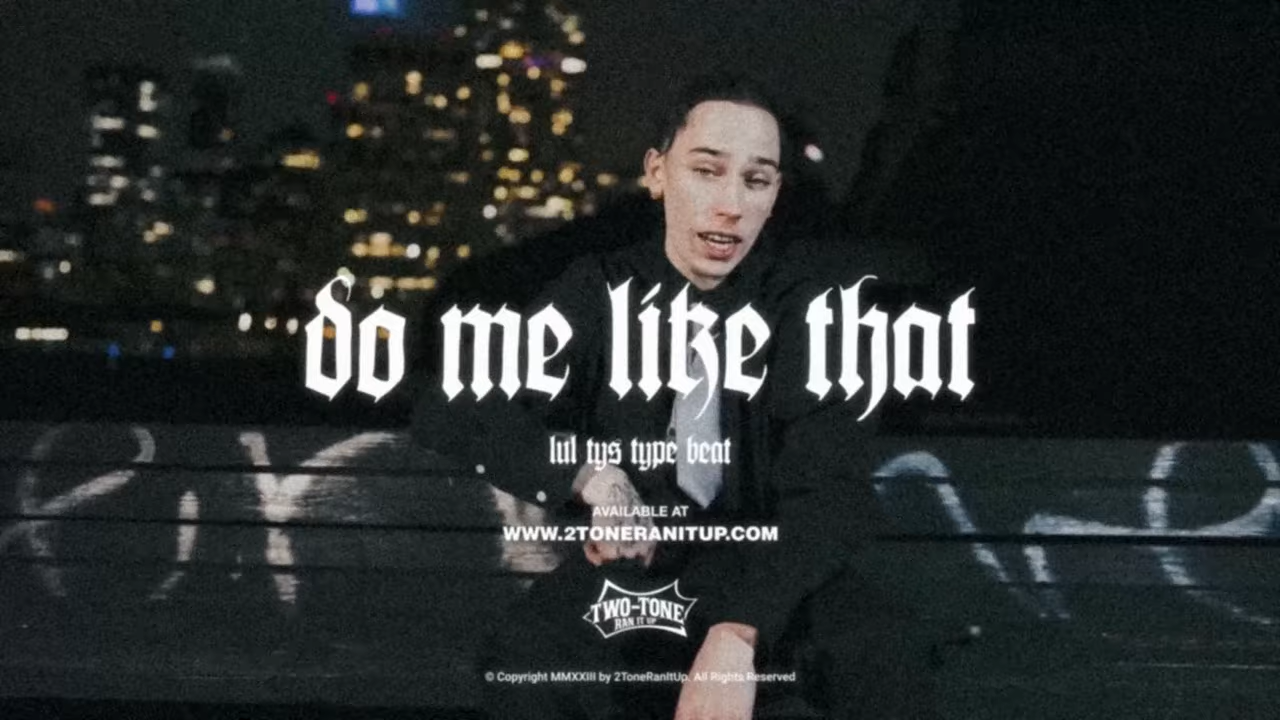 do me like that
lul tys type beat
AVAILABLE AT
WWW.2TONERANITUP.COM
TWO-TONE
RAN IT UP
© Copyright MMXXIII by 2ToneRanItUp. All Rights Reserved